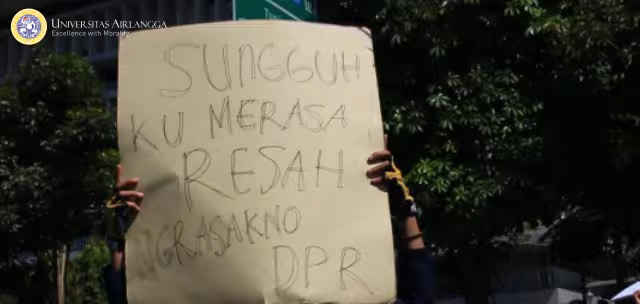 UNIVERSITAS AIRLANGGA
Excellence with Morality
SUNGGUH
KU MERASA
RESAH
NGRASAKNO
DPR